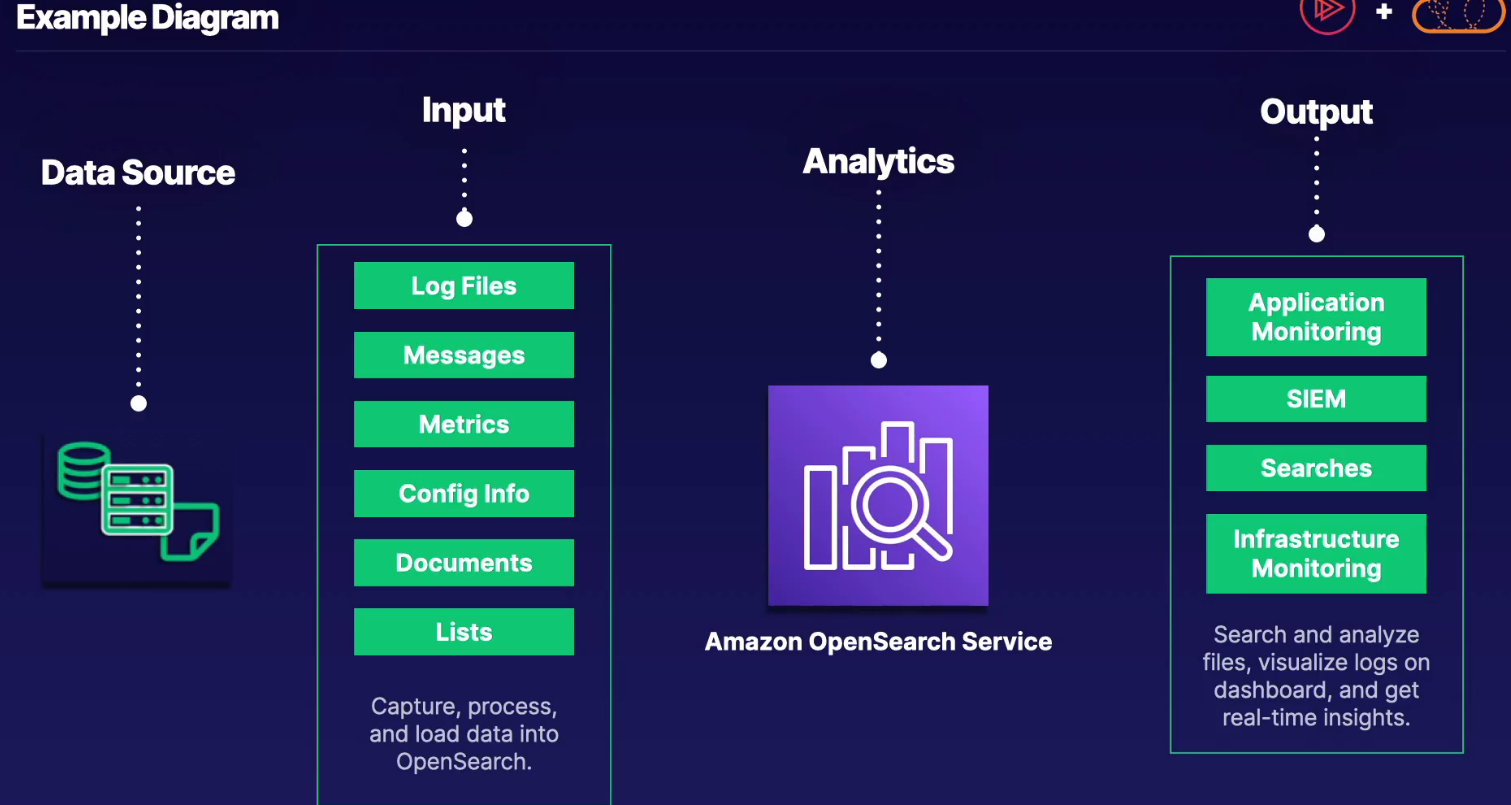 Example Diagram
+
Data Source
Input
Log Files
Messages
Metrics
Config Info
Documents
Lists
Capture, process,
and load data into
OpenSearch.
Analytics
Amazon OpenSearch Service
Output
Application
Monitoring
SIEM
Searches
Infrastructure
Monitoring
Search and analyze
files, visualize logs on
dashboard, and get
real-time insights.